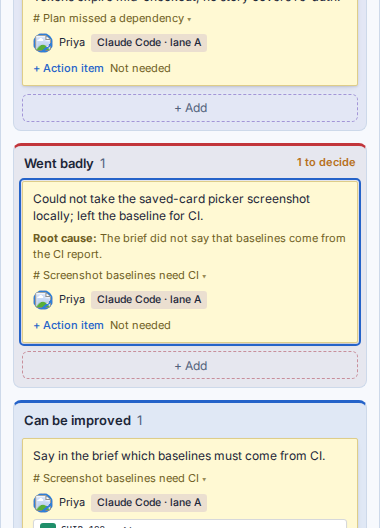 # Plan missed a dependency
Priya Claude Code · lane A
+ Action item Not needed
+ Add
Went badly 1 1 to decide
Could not take the saved-card picker screenshot
locally; left the baseline for CI.
Root cause: The brief did not say that baselines come from
the CI report.
# Screenshot baselines need CI
Priya Claude Code · lane A
+ Action item Not needed
+ Add
Can be improved 1
Say in the brief which baselines must come from CI.
# Screenshot baselines need CI
Priya Claude Code · lane A